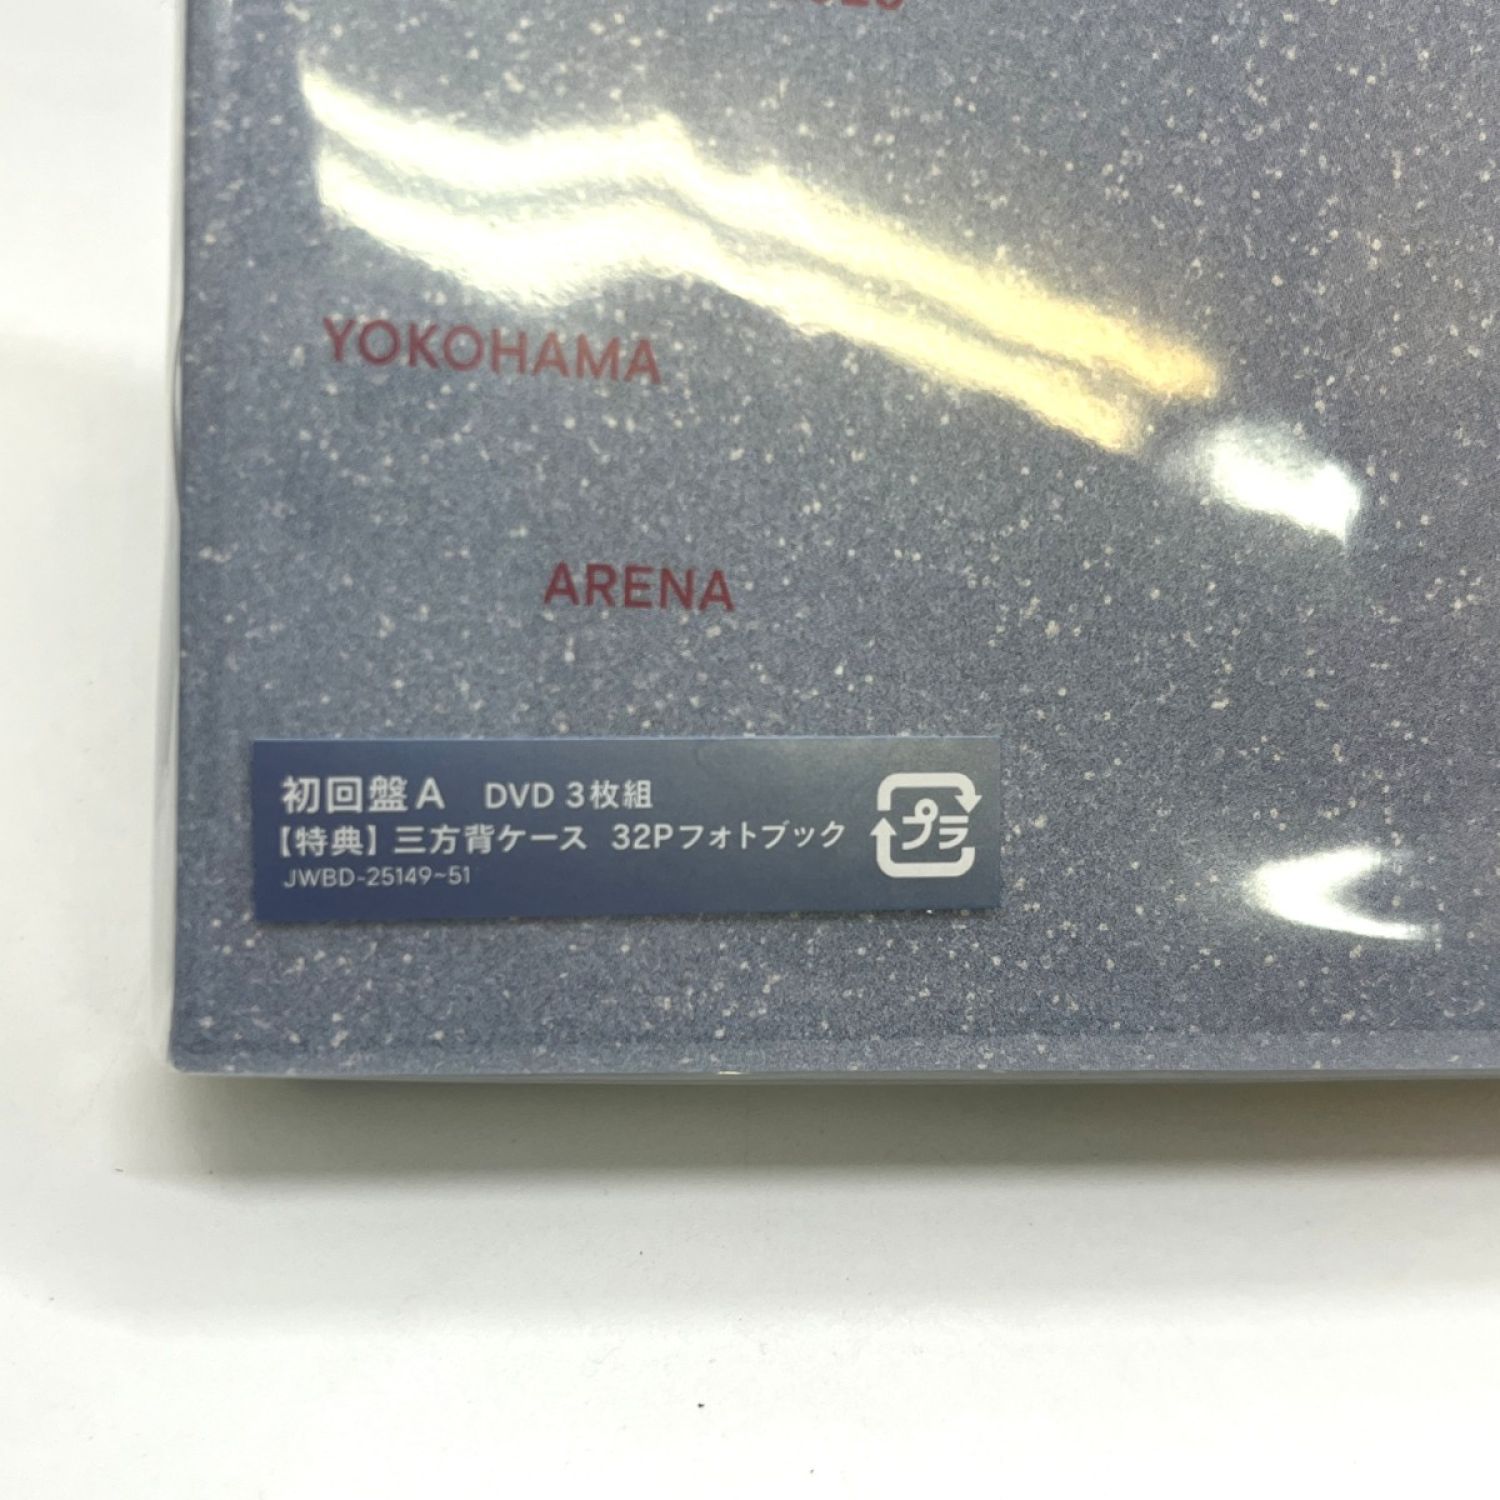 YOKOHAMA
ARENA
初回盤A DVD 3枚組
【特典】三方背ケース 32Pフォトブック
JWBD-25149~51
プラ